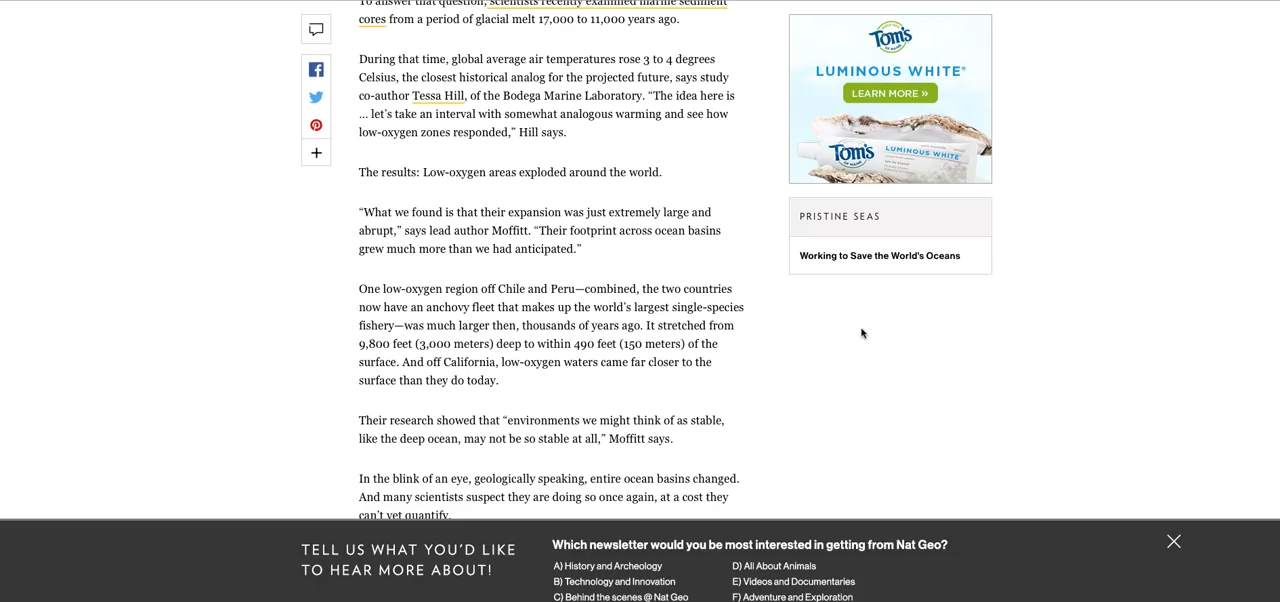 To answer that question, scientists recently examined marine sediment
cores from a period of glacial melt 17,000 to 11,000 years ago.
During that time, global average air temperatures rose 3 to 4 degrees
Celsius, the closest historical analog for the projected future, says study
co-author Tessa Hill, of the Bodega Marine Laboratory. “The idea here is
... let’s take an interval with somewhat analogous warming and see how
low-oxygen zones responded,” Hill says.
The results: Low-oxygen areas exploded around the world.
“What we found is that their expansion was just extremely large and
abrupt,” says lead author Moffitt. “Their footprint across ocean basins
grew much more than we had anticipated.”
One low-oxygen region off Chile and Peru—combined, the two countries
now have an anchovy fleet that makes up the world’s largest single-species
fishery—was much larger then, thousands of years ago. It stretched from
9,800 feet (3,000 meters) deep to within 490 feet (150 meters) of the
surface. And off California, low-oxygen waters came far closer to the
surface than they do today.
Their research showed that “environments we might think of as stable,
like the deep ocean, may not be so stable at all,” Moffitt says.
In the blink of an eye, geologically speaking, entire ocean basins changed.
And many scientists suspect they are doing so once again, at a cost they
can’t yet quantify.
Tom's
OF MAINE
LUMINOUS WHITE®
LEARN MORE »
Tom's
OF MAINE
LUMINOUS WHITE
PRISTINE SEAS
Working to Save the World’s Oceans
TELL US WHAT YOU’D LIKE
TO HEAR MORE ABOUT!
Which newsletter would you be most interested in getting from Nat Geo?
A) History and Archeology
B) Technology and Innovation
C) Behind the scenes @ Nat Geo
D) All About Animals
E) Videos and Documentaries
F) Adventure and Exploration